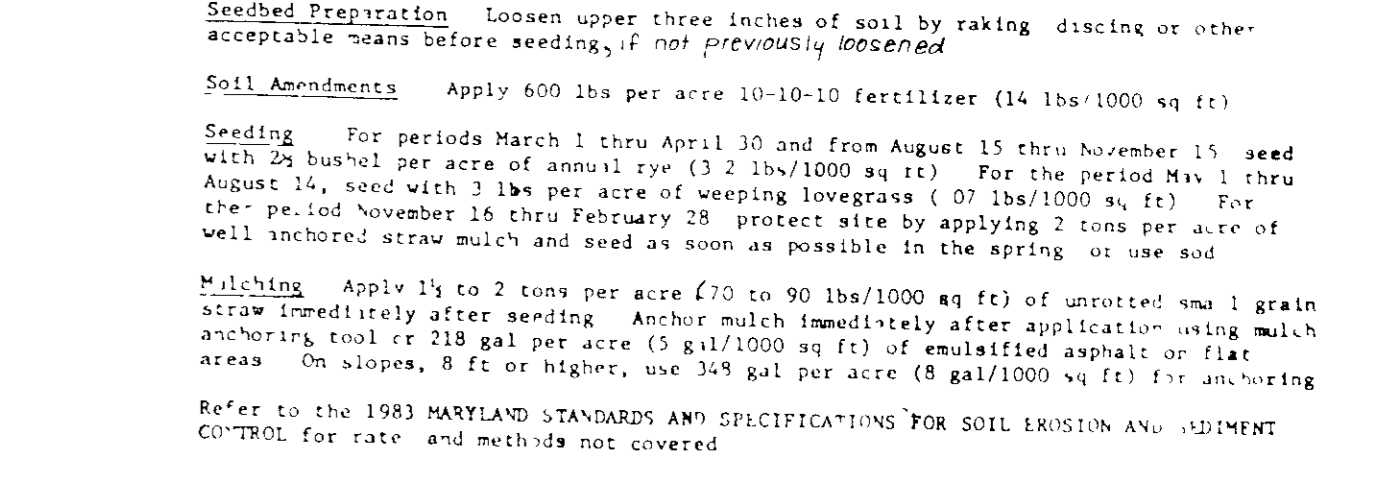 Seedbed Preparation Loosen upper three inches of soil by raking discing or other
acceptable means before seeding, if not previously loosened
Soil Amendments Apply 600 lbs per acre 10-10-10 fertilizer (14 lbs/1000 sq ft)
Seeding For periods March 1 thru April 30 and from August 15 thru November 15 seed
with 2½ bushel per acre of annual rye (3 2 lbs/1000 sq ft) For the period May 1 thru
August 14, seed with 3 lbs per acre of weeping lovegrass ( 07 lbs/1000 sq ft) For
the period November 16 thru February 28 protect site by applying 2 tons per acre of
well anchored straw mulch and seed as soon as possible in the spring or use sod
Mulching Apply 1½ to 2 tons per acre (70 to 90 lbs/1000 sq ft) of unrotted small grain
straw immediately after seeding Anchor mulch immediately after application using mulch
anchoring tool or 218 gal per acre (5 gal/1000 sq ft) of emulsified asphalt or flat
areas On slopes, 8 ft or higher, use 348 gal per acre (8 gal/1000 sq ft) for anchoring
Refer to the 1983 MARYLAND STANDARDS AND SPECIFICATIONS FOR SOIL EROSION AND SEDIMENT
CONTROL for rate and methods not covered